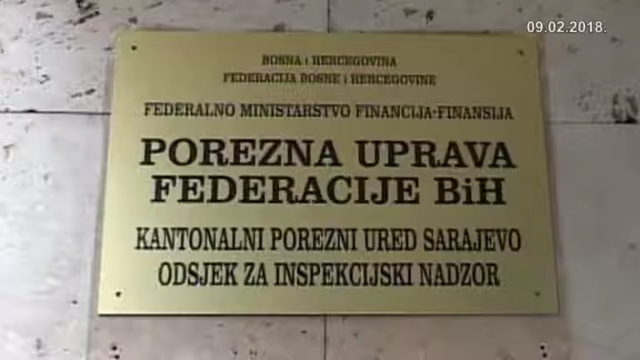 09.02.2018.
BOSNA i HERCEGOVINA
FEDERACIJA BOSNE i HERCEGOVINE
FEDERALNO MINISTARSTVO FINANCIJA-FINANSIJA
POREZNA UPRAVA
FEDERACIJE BiH
KANTONALNI POREZNI URED SARAJEVO
ODSJEK ZA INSPEKCIJSKI NADZOR